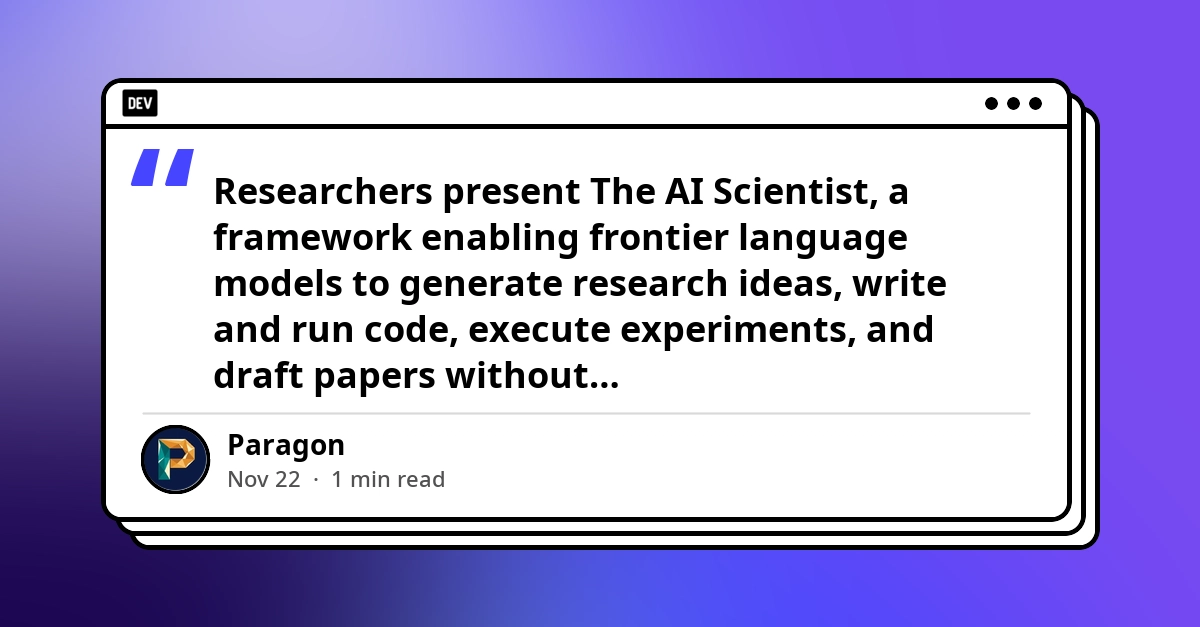 DEV
“
Researchers present The AI Scientist, a
framework enabling frontier language
models to generate research ideas, write
and run code, execute experiments, and
draft papers without...
P
Paragon
Nov 22 · 1 min read